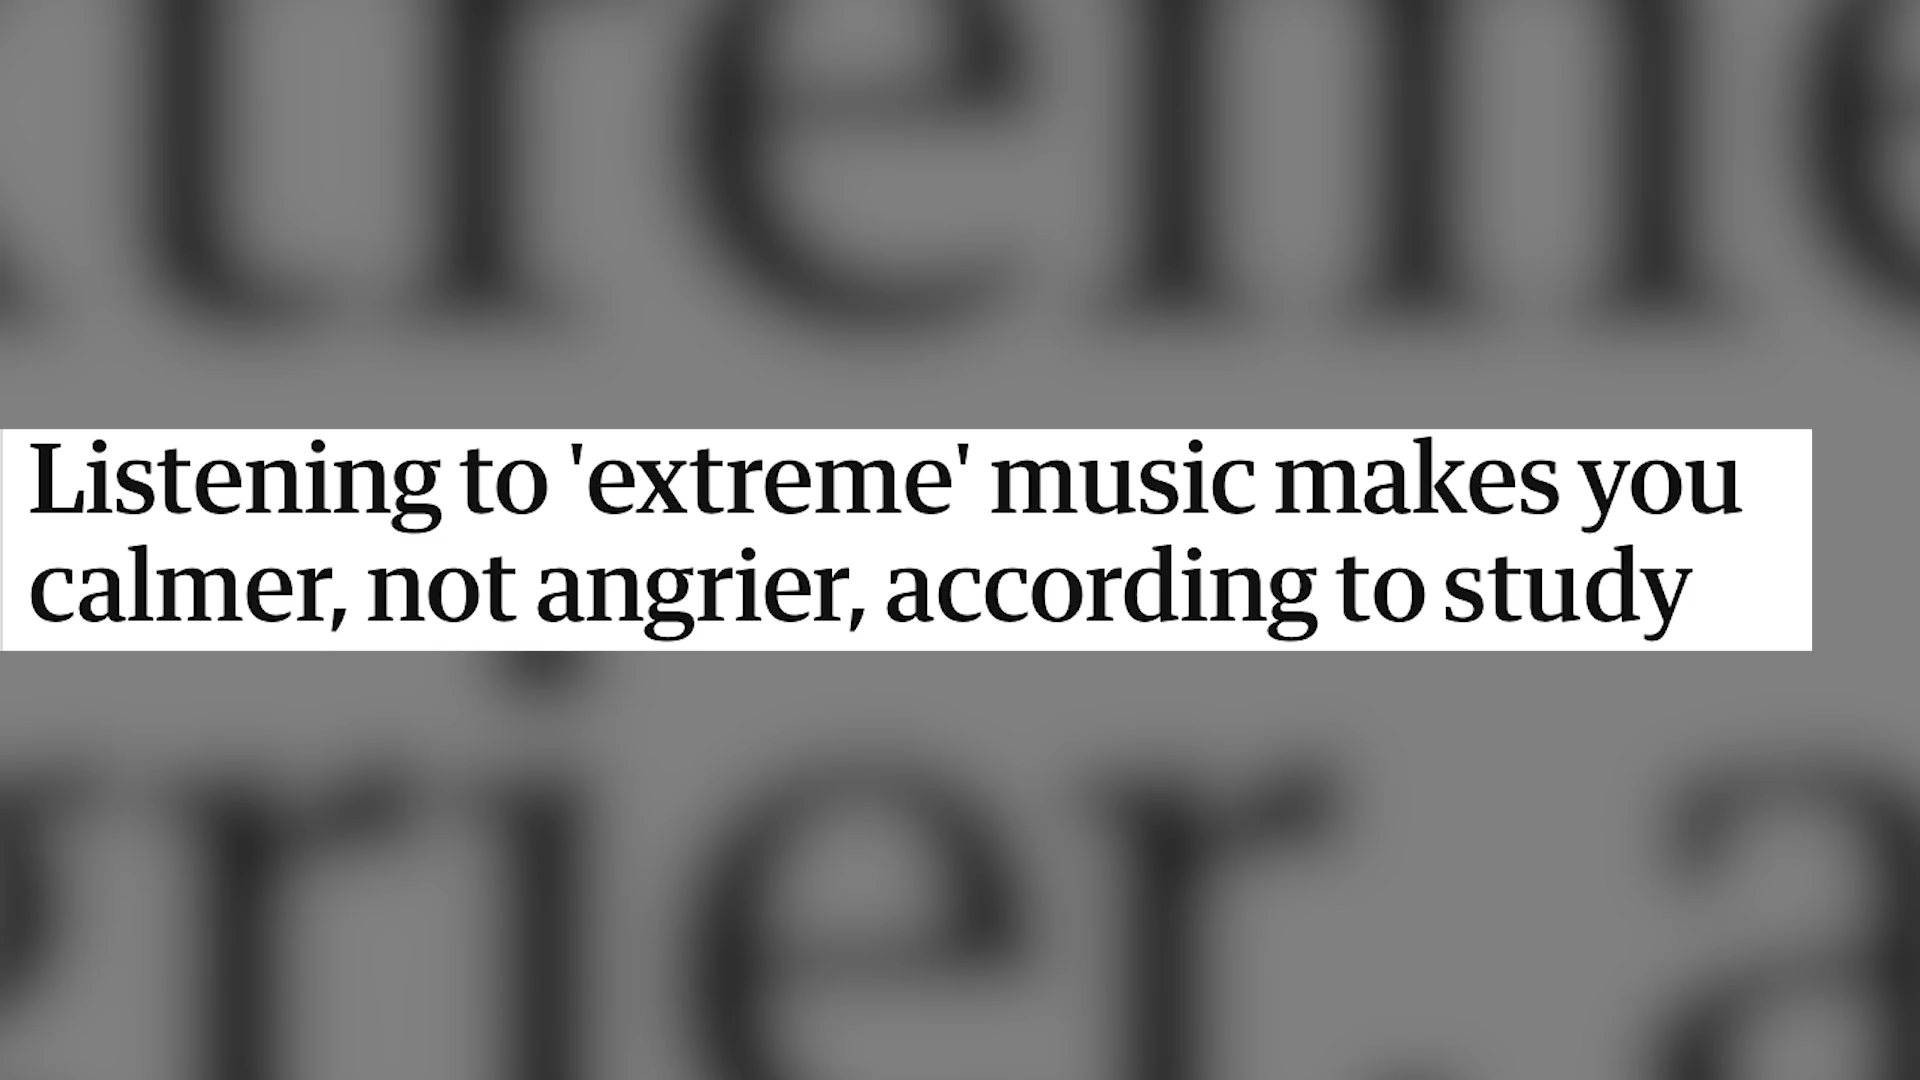 Listening to 'extreme' music makes you
calmer, not angrier, according to study